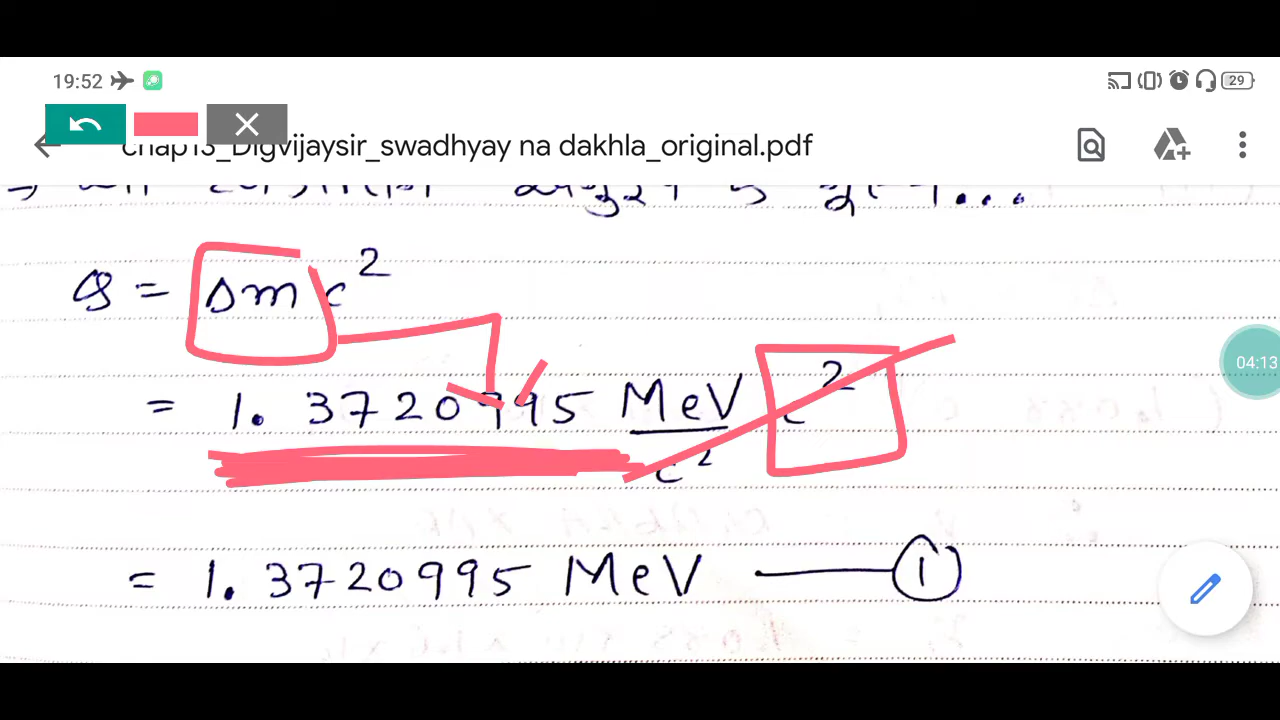 19:52 29
chap13_Digvijaysir_swadhyay na dakhla_original.pdf
Q = Δm c²
= 1.3720995 MeV/c² c²
04:13
= 1.3720995 MeV —— ①